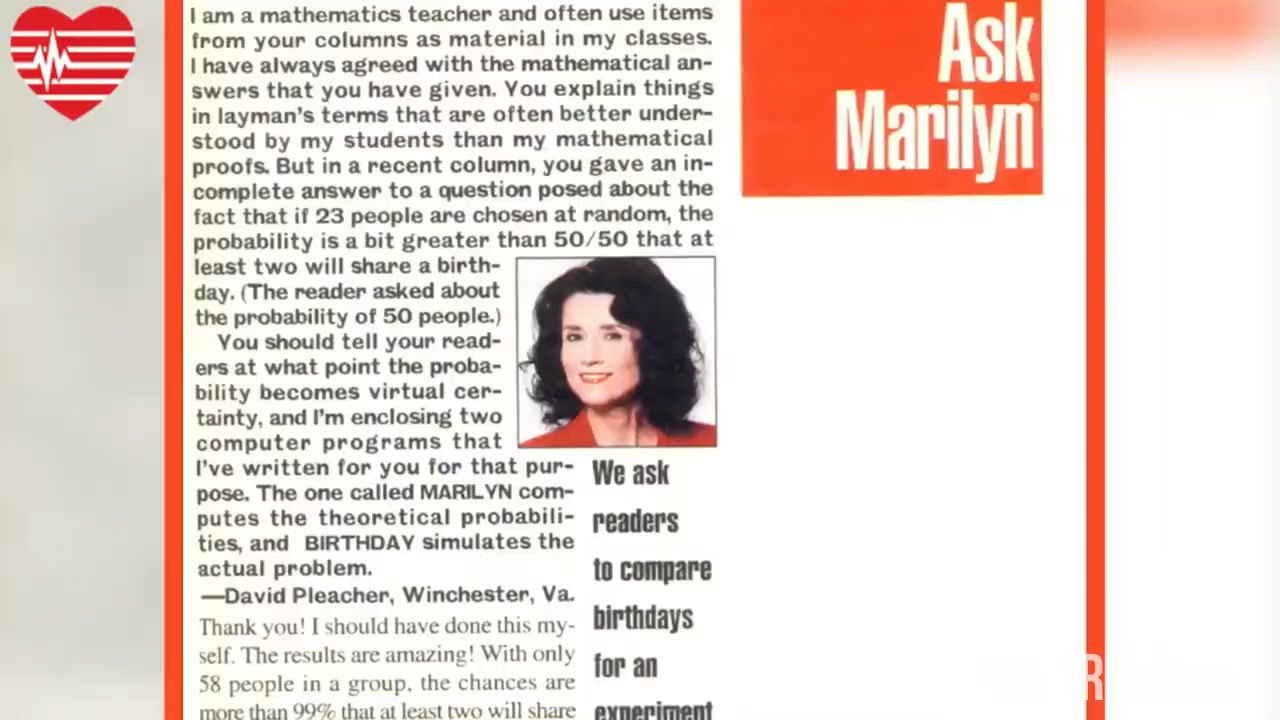 I am a mathematics teacher and often use items
from your columns as material in my classes.
I have always agreed with the mathematical an-
swers that you have given. You explain things
in layman's terms that are often better under-
stood by my students than my mathematical
proofs. But in a recent column, you gave an in-
complete answer to a question posed about the
fact that if 23 people are chosen at random, the
probability is a bit greater than 50/50 that at
least two will share a birth-
day. (The reader asked about
the probability of 50 people.)
You should tell your read-
ers at what point the proba-
bility becomes virtual cer-
tainty, and I'm enclosing two
computer programs that
I've written for you for that pur-
pose. The one called MARILYN com-
putes the theoretical probabili-
ties, and BIRTHDAY simulates the
actual problem.
—David Pleacher, Winchester, Va.
Thank you! I should have done this my-
self. The results are amazing! With only
58 people in a group, the chances are
more than 99% that at least two will share
We ask
readers
to compare
birthdays
for an
experiment
Ask
Marilyn®